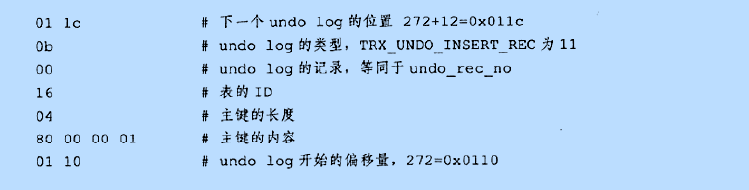 01 1c # 下一个 undo log 的位置 272+12=0x011c
0b # undo log 的类型，TRX_UNDO_INSERT_REC 为 11
00 # undo log 的记录，等同于 undo_rec_no
16 # 表的 ID
04 # 主键的长度
80 00 00 01 # 主键的内容
01 10 # undo log 开始的偏移量，272=0x0110